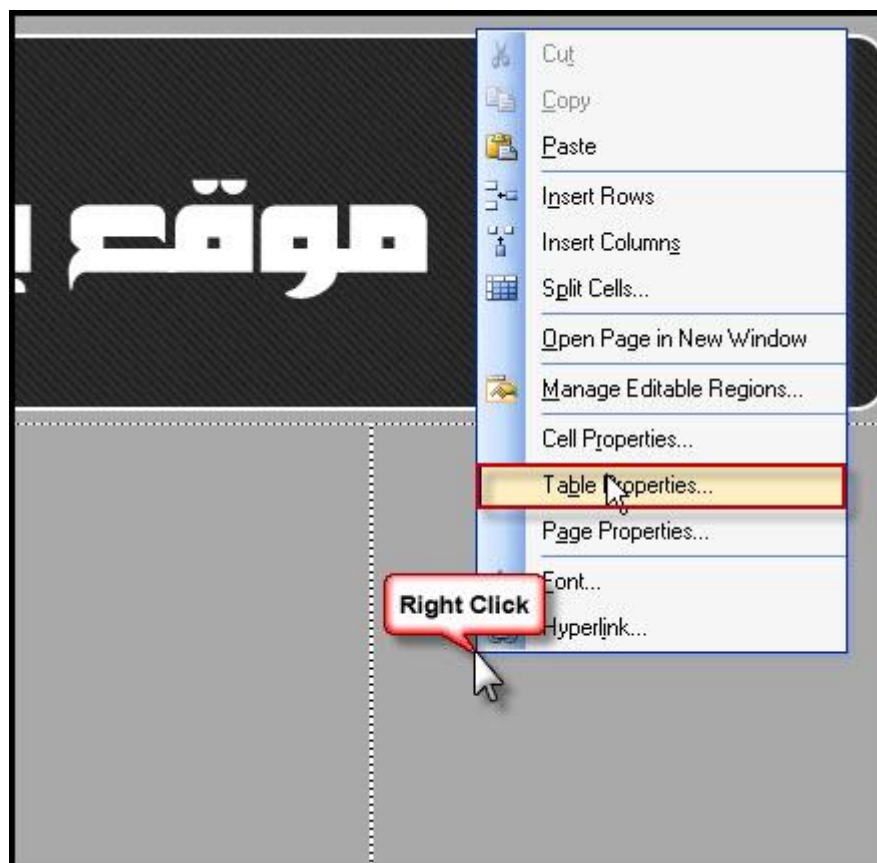 موقع
Cut
Copy
Paste
Insert Rows
Insert Columns
Split Cells...
Open Page in New Window
Manage Editable Regions...
Cell Properties...
Table Properties...
Page Properties...
Font...
Hyperlink...
Right Click